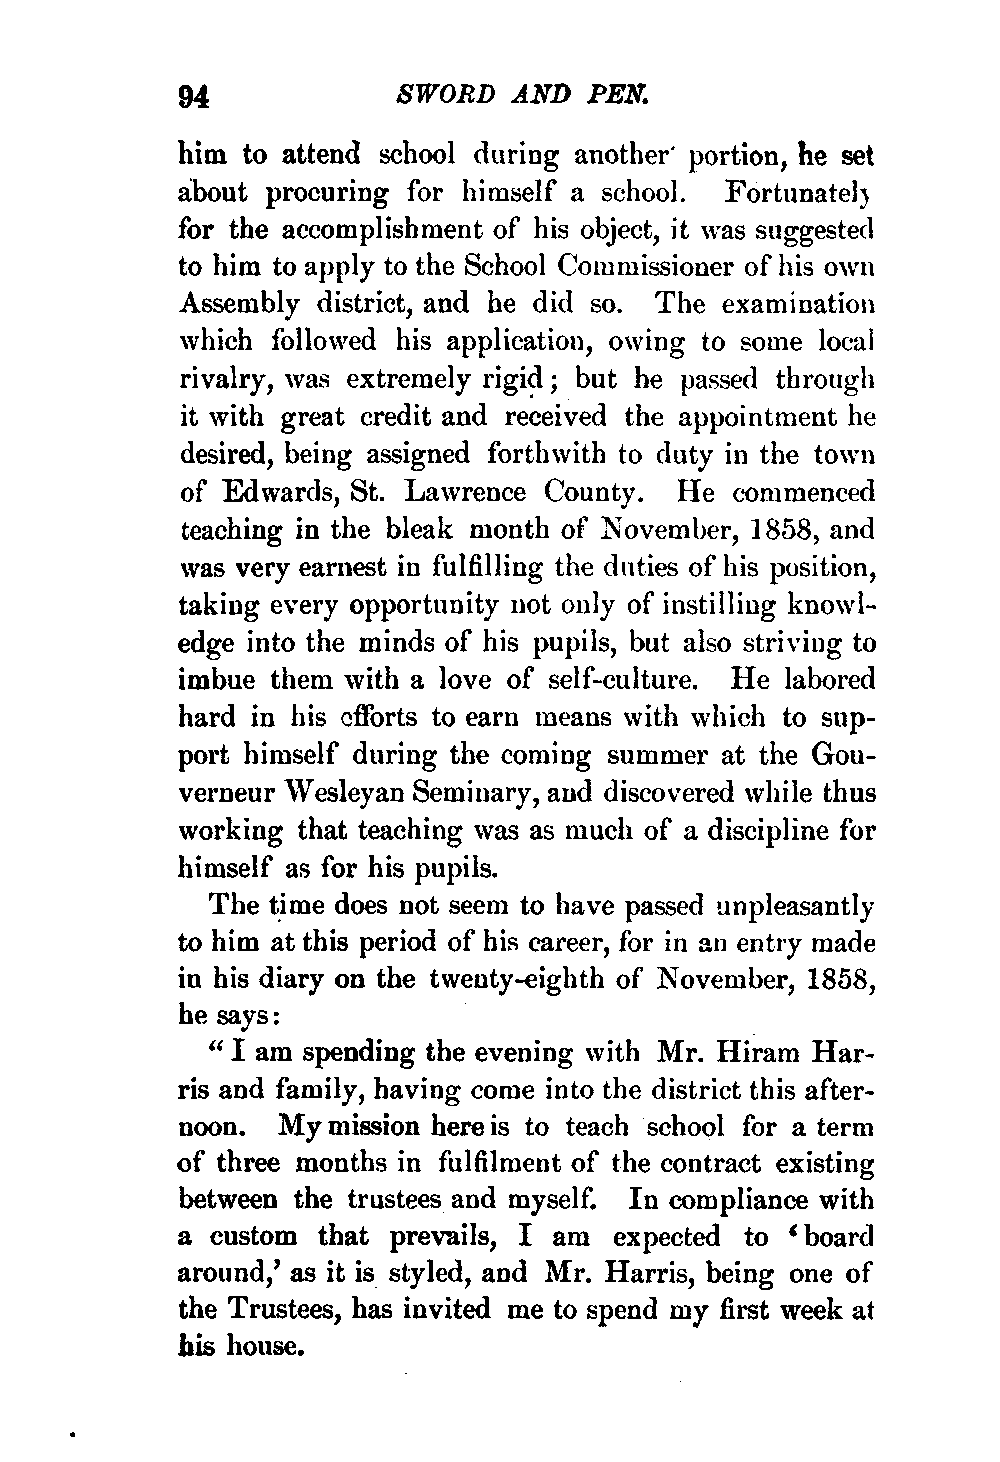 94 SWORD AND PEN.
him to attend school during another portion, he set
about procuring for himself a school. Fortunately
for the accomplishment of his object, it was suggested
to him to apply to the School Commissioner of his own
Assembly district, and he did so. The examination
which followed his application, owing to some local
rivalry, was extremely rigid; but he passed through
it with great credit and received the appointment he
desired, being assigned forthwith to duty in the town
of Edwards, St. Lawrence County. He commenced
teaching in the bleak month of November, 1858, and
was very earnest in fulfilling the duties of his position,
taking every opportunity not only of instilling knowl-
edge into the minds of his pupils, but also striving to
imbue them with a love of self-culture. He labored
hard in his efforts to earn means with which to sup-
port himself during the coming summer at the Gou-
verneur Wesleyan Seminary, and discovered while thus
working that teaching was as much of a discipline for
himself as for his pupils.
The time does not seem to have passed unpleasantly
to him at this period of his career, for in an entry made
in his diary on the twenty-eighth of November, 1858,
he says:
“I am spending the evening with Mr. Hiram Har-
ris and family, having come into the district this after-
noon. My mission here is to teach school for a term
of three months in fulfilment of the contract existing
between the trustees and myself. In compliance with
a custom that prevails, I am expected to ‘board
around,’ as it is styled, and Mr. Harris, being one of
the Trustees, has invited me to spend my first week at
his house.